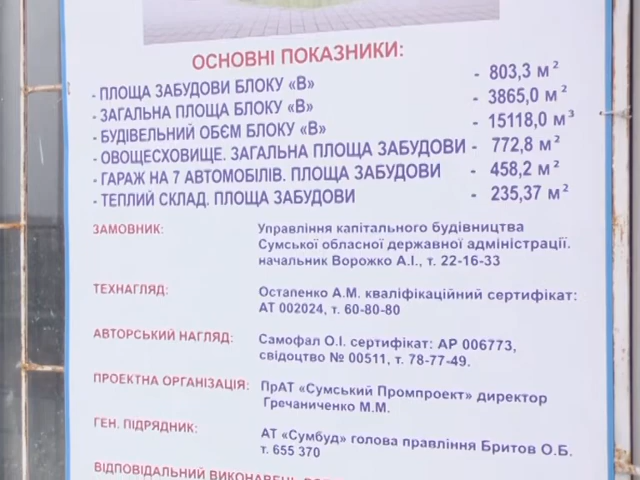 ОСНОВНІ ПОКАЗНИКИ:
- ПЛОЩА ЗАБУДОВИ БЛОКУ «В» - 803,3 м²
- ЗАГАЛЬНА ПЛОЩА БЛОКУ «В» - 3865,0 м²
- БУДІВЕЛЬНИЙ ОБЄМ БЛОКУ «В» - 15118,0 м³
- ОВОЩЕСХОВИЩЕ. ЗАГАЛЬНА ПЛОЩА ЗАБУДОВИ - 772,8 м²
- ГАРАЖ НА 7 АВТОМОБІЛІВ. ПЛОЩА ЗАБУДОВИ - 458,2 м²
- ТЕПЛИЙ СКЛАД. ПЛОЩА ЗАБУДОВИ - 235,37 м²
ЗАМОВНИК: Управління капітального будівництва
Сумської обласної державної адміністрації.
начальник Ворожко А.І., т. 22-16-33
ТЕХНАГЛЯД: Остапенко А.М. кваліфікаційний сертифікат:
АТ 002024, т. 60-80-80
АВТОРСЬКИЙ НАГЛЯД: Самофал О.І. сертифікат: АР 006773,
свідоцтво № 00511, т. 78-77-49.
ПРОЕКТНА ОРГАНІЗАЦІЯ: ПрАТ «Сумський Промпроект» директор
Гречаниченко М.М.
ГЕН. ПІДРЯДНИК: АТ «Сумбуд» голова правління Бритов О.Б.
т. 655 370
ВІДПОВІДАЛЬНИЙ ВИКОНАВЕЦЬ